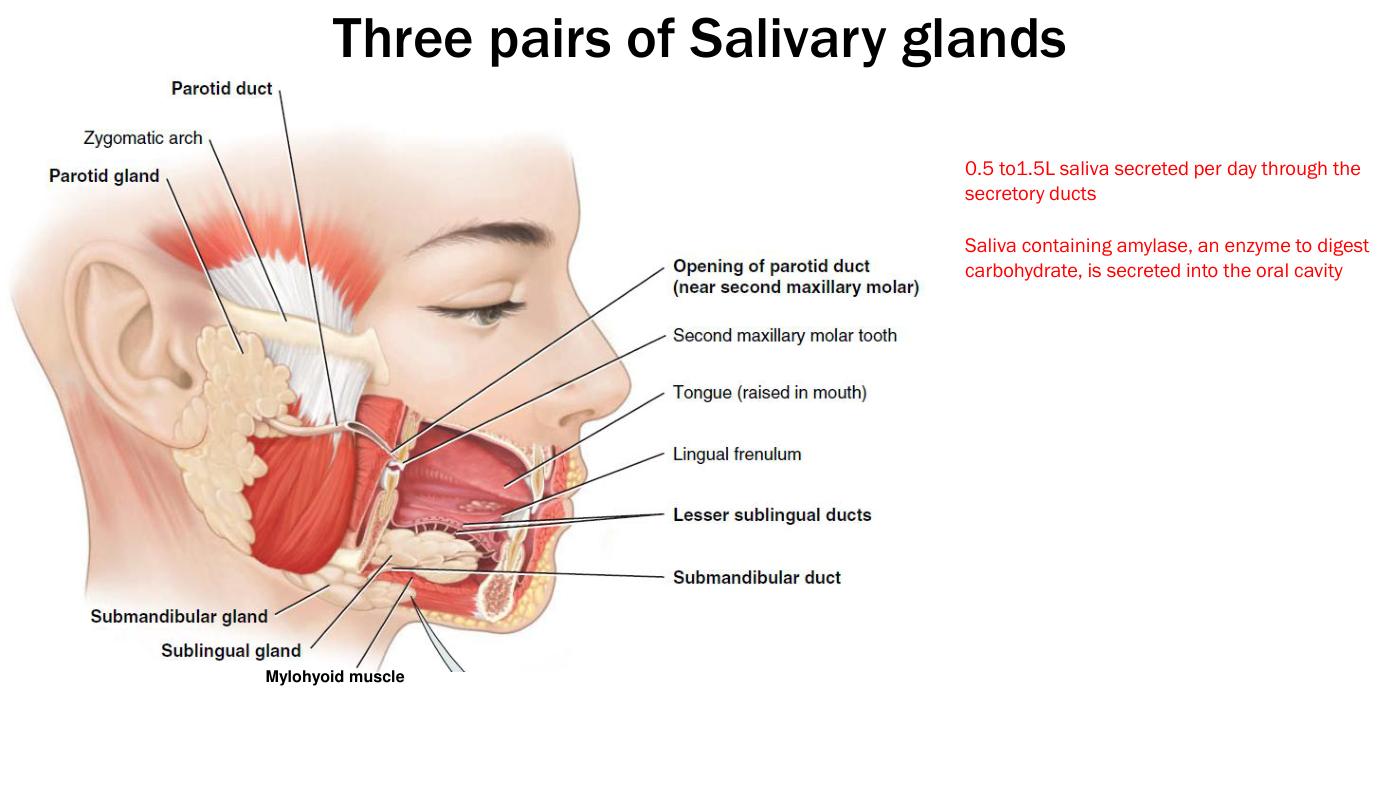 Three pairs of Salivary glands
Parotid duct
Zygomatic arch
Parotid gland
0.5 to1.5L saliva secreted per day through the
secretory ducts
Saliva containing amylase, an enzyme to digest
carbohydrate, is secreted into the oral cavity
Opening of parotid duct
(near second maxillary molar)
Second maxillary molar tooth
Tongue (raised in mouth)
Lingual frenulum
Lesser sublingual ducts
Submandibular duct
Submandibular gland
Sublingual gland
Mylohyoid muscle